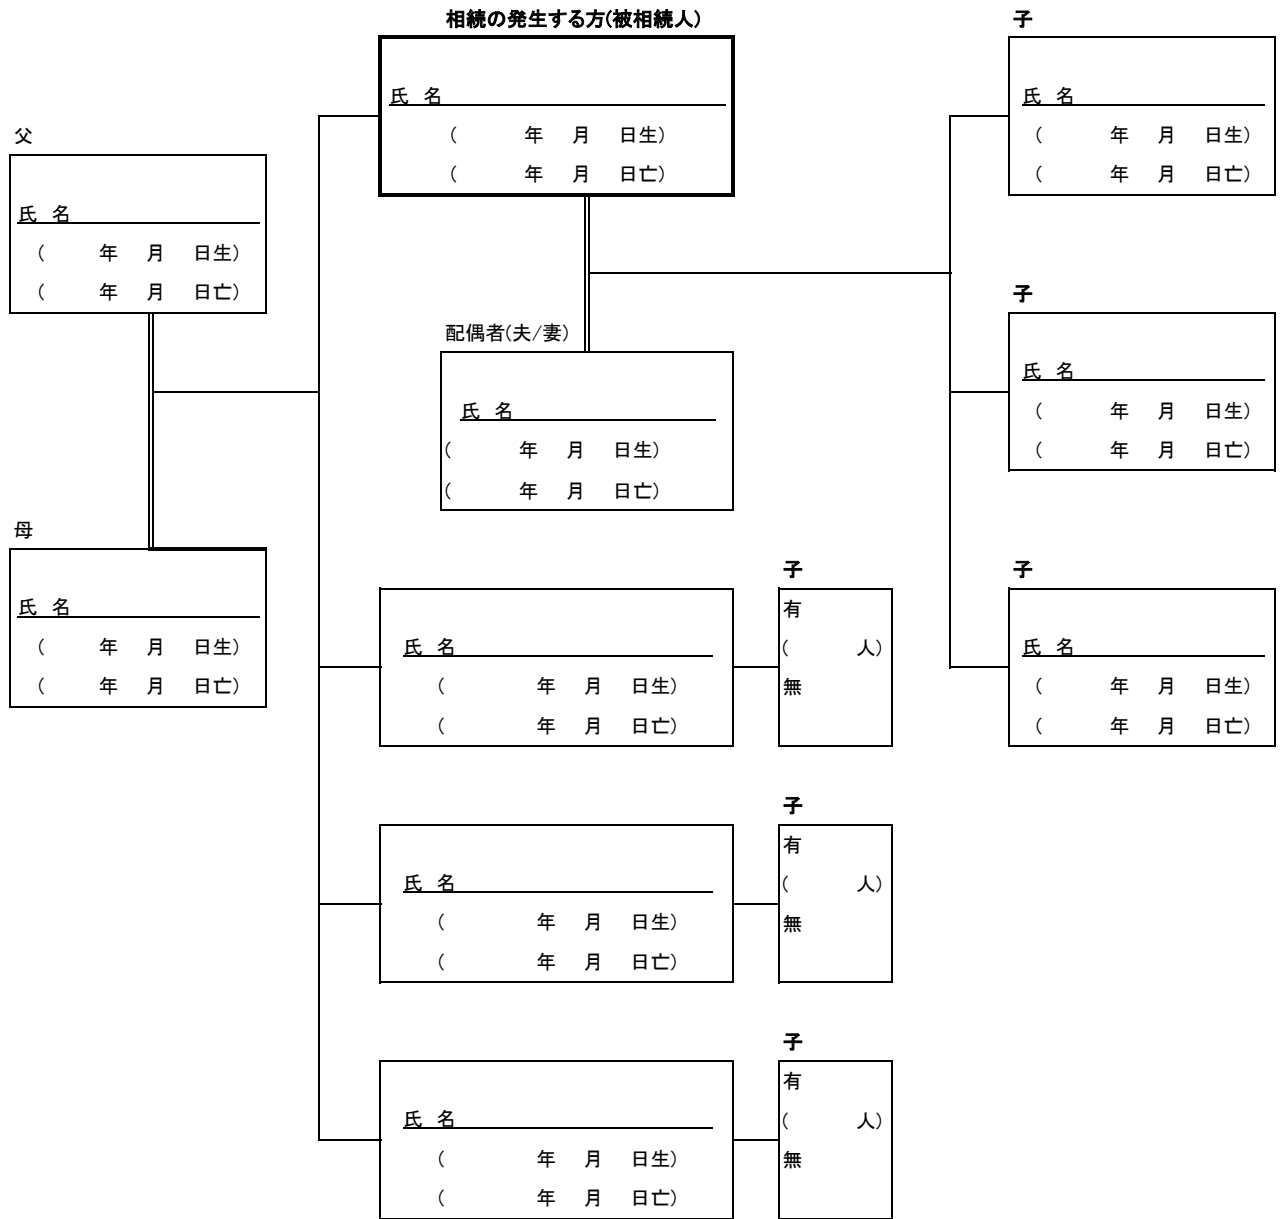 相続の発生する方(被相続人)
氏 名
( 年 月 日生)
( 年 月 日亡)
父
氏 名
( 年 月 日生)
( 年 月 日亡)
母
氏 名
( 年 月 日生)
( 年 月 日亡)
配偶者(夫/妻)
氏 名
( 年 月 日生)
( 年 月 日亡)
子
氏 名
( 年 月 日生)
( 年 月 日亡)
子
氏 名
( 年 月 日生)
( 年 月 日亡)
子
氏 名
( 年 月 日生)
( 年 月 日亡)
氏 名
( 年 月 日生)
( 年 月 日亡)
子
有
( 人)
無
氏 名
( 年 月 日生)
( 年 月 日亡)
子
有
( 人)
無
氏 名
( 年 月 日生)
( 年 月 日亡)
子
有
( 人)
無